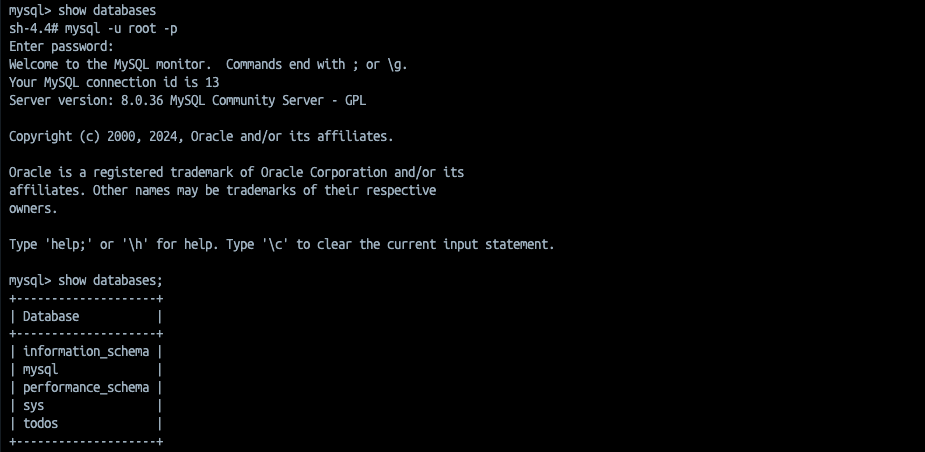 mysql> show databases
sh-4.4# mysql -u root -p
Enter password:
Welcome to the MySQL monitor.  Commands end with ; or \g.
Your MySQL connection id is 13
Server version: 8.0.36 MySQL Community Server - GPL
Copyright (c) 2000, 2024, Oracle and/or its affiliates.
Oracle is a registered trademark of Oracle Corporation and/or its
affiliates. Other names may be trademarks of their respective
owners.
Type 'help;' or '\h' for help. Type '\c' to clear the current input statement.
mysql> show databases;
+--------------------+
| Database           |
+--------------------+
| information_schema |
| mysql              |
| performance_schema |
| sys                |
| todos              |
+--------------------+